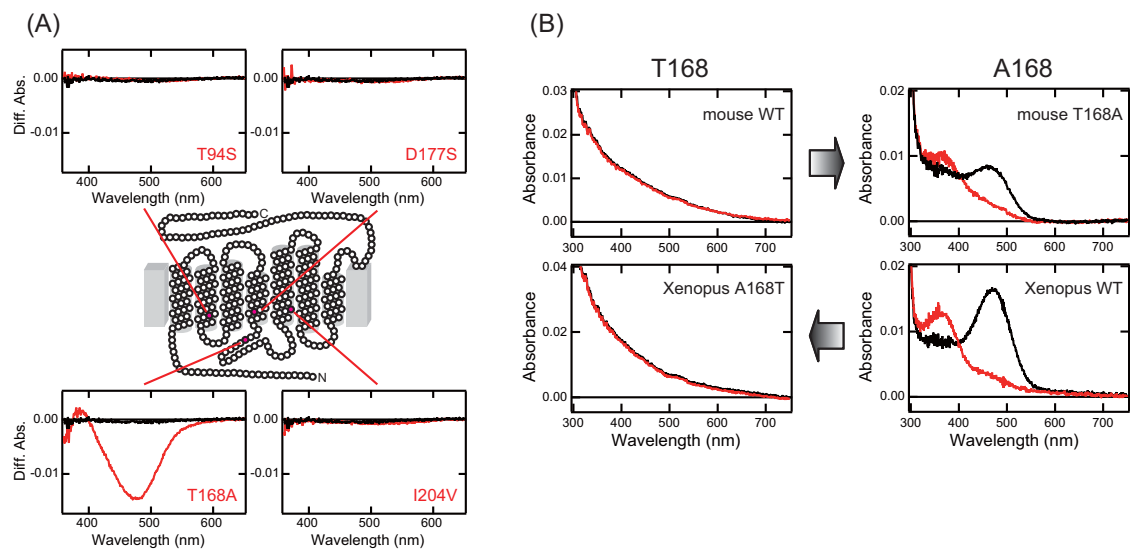 (A)
0.00
-0.01
Diff. Abs.
T94S
400 500 600
Wavelength (nm)
0.00
-0.01
D177S
400 500 600
Wavelength (nm)
C
N
0.00
-0.01
Diff. Abs.
T168A
400 500 600
Wavelength (nm)
0.00
-0.01
I204V
400 500 600
Wavelength (nm)
(B)
T168
A168
0.03
0.02
0.01
0.00
Absorbance
mouse WT
300 400 500 600 700
0.02
0.01
0.00
Absorbance
mouse T168A
300 400 500 600 700
0.04
0.02
0.00
Absorbance
Xenopus A168T
300 400 500 600 700
Wavelength (nm)
0.02
0.01
0.00
Absorbance
Xenopus WT
300 400 500 600 700
Wavelength (nm)